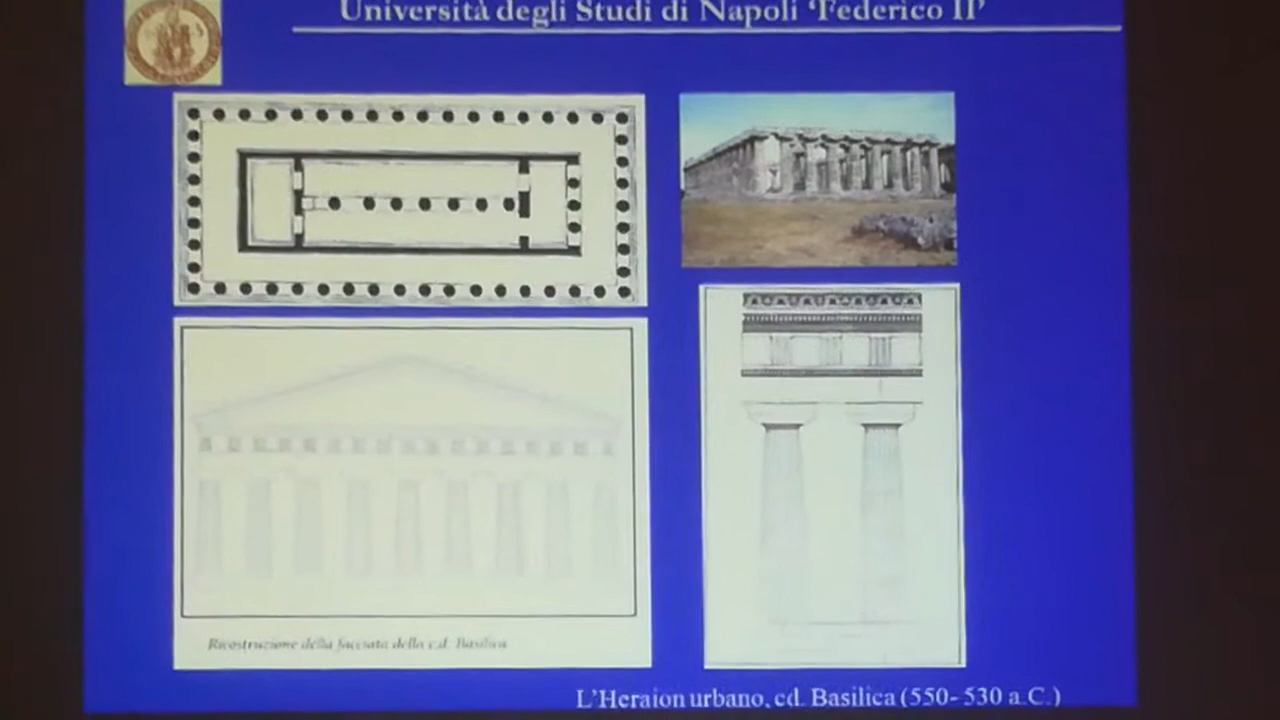 Università degli Studi di Napoli 'Federico II'
Ricostruzione della facciata della c.d. Basilica
L'Heraion urbano, cd. Basilica (550- 530 a.C.)